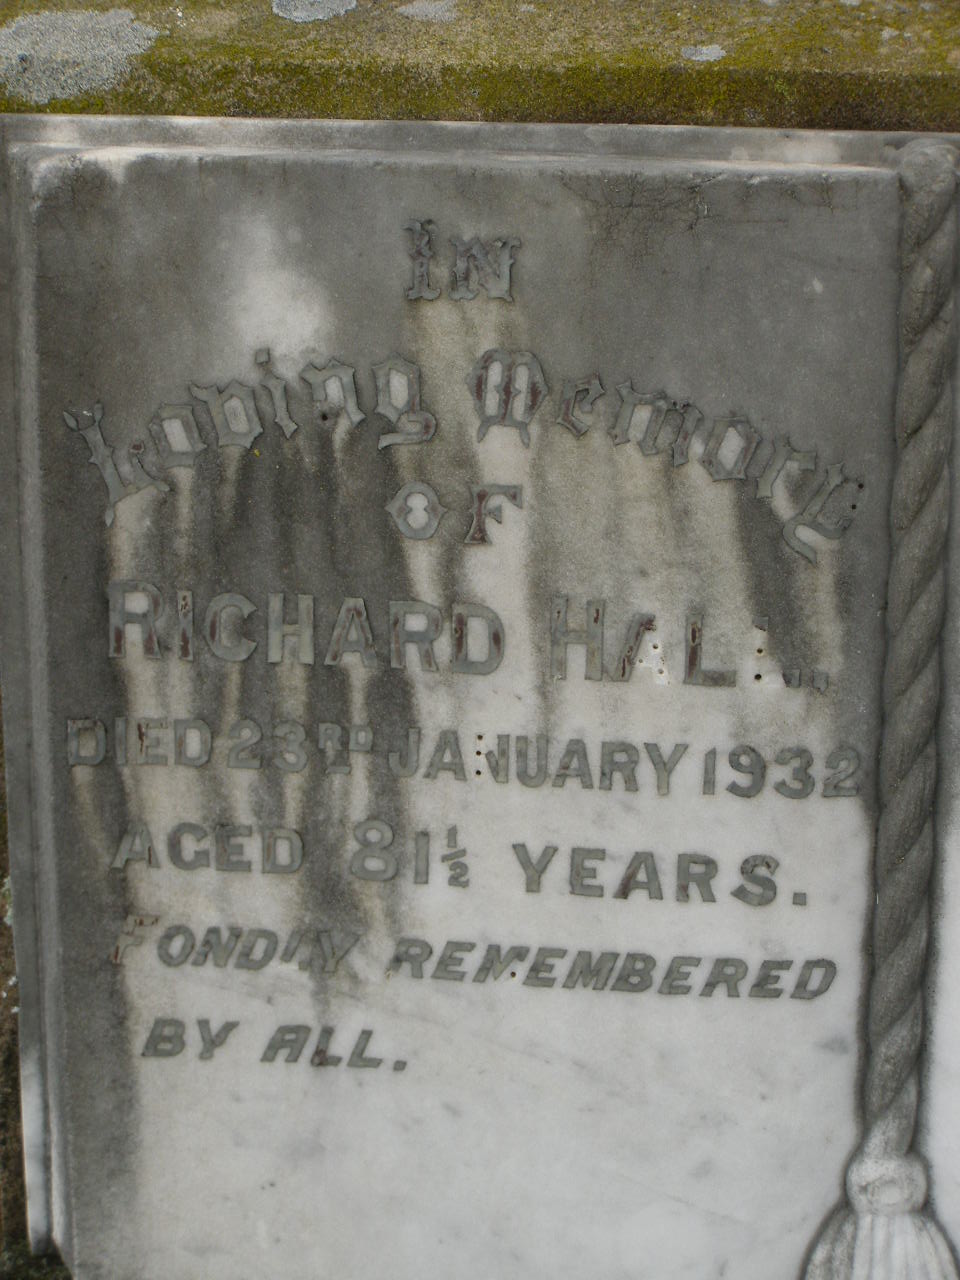 IN
Loving Memory
OF
RICHARD HALL.
DIED 23RD JANUARY 1932
AGED 81½ YEARS.
FONDLY REMEMBERED
BY ALL.